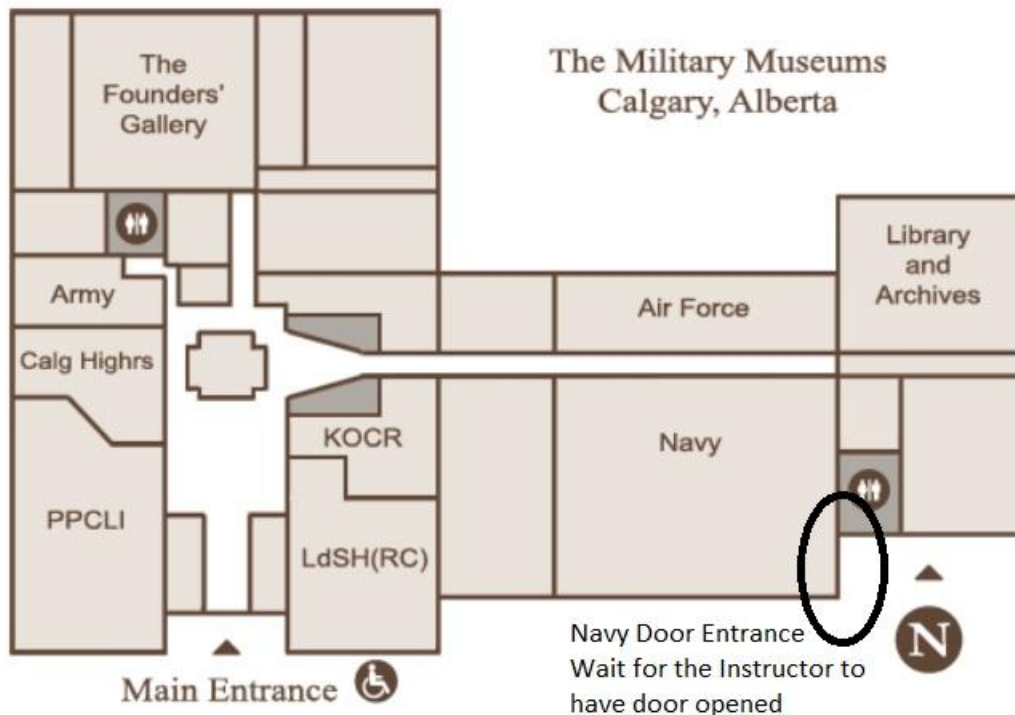 The Military Museums
Calgary, Alberta
The
Founders'
Gallery
Library
and
Archives
Army
Air Force
Calg Highrs
KOCR
Navy
PPCLI
LdSH(RC)
Main Entrance
N
Navy Door Entrance
Wait for the Instructor to
have door opened